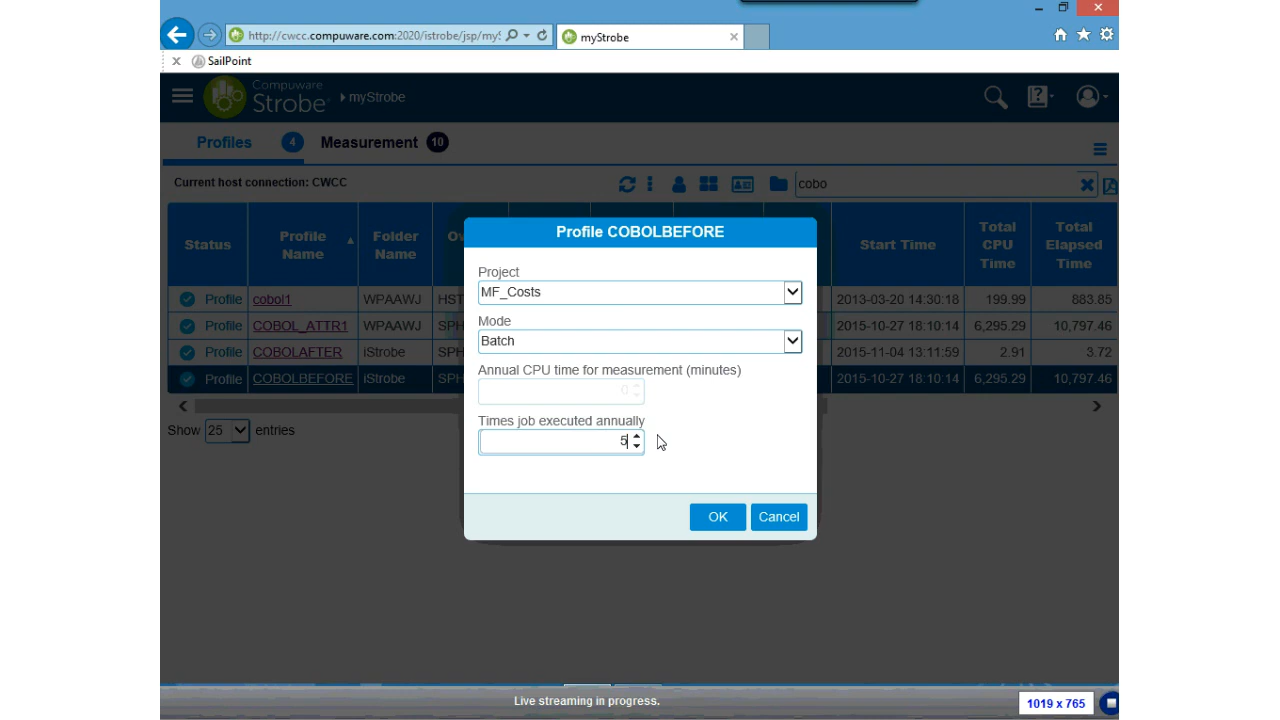 http://cwcc.compuware.com:2020/istrobe/jsp/myS
myStrobe
SailPoint
Compuware
Strobe
myStrobe
Profiles 4 Measurement 10
Current host connection: CWCC
cobo
Status Profile Name Folder Name Start Time Total CPU Time Total Elapsed Time
Profile cobol1 WPAAWJ HST 2013-03-20 14:30:18 199.99 883.85
Profile COBOL_ATTR1 WPAAWJ SPH 2015-10-27 18:10:14 6,295.29 10,797.46
Profile COBOLAFTER iStrobe SPH 2015-11-04 13:11:59 2.91 3.72
Profile COBOLBEFORE iStrobe SPH 2015-10-27 18:10:14 6,295.29 10,797.46
Show 25 entries
Profile COBOLBEFORE
Project
MF_Costs
Mode
Batch
Annual CPU time for measurement (minutes)
0
Times job executed annually
5
OK Cancel
Live streaming in progress.
1019 x 765